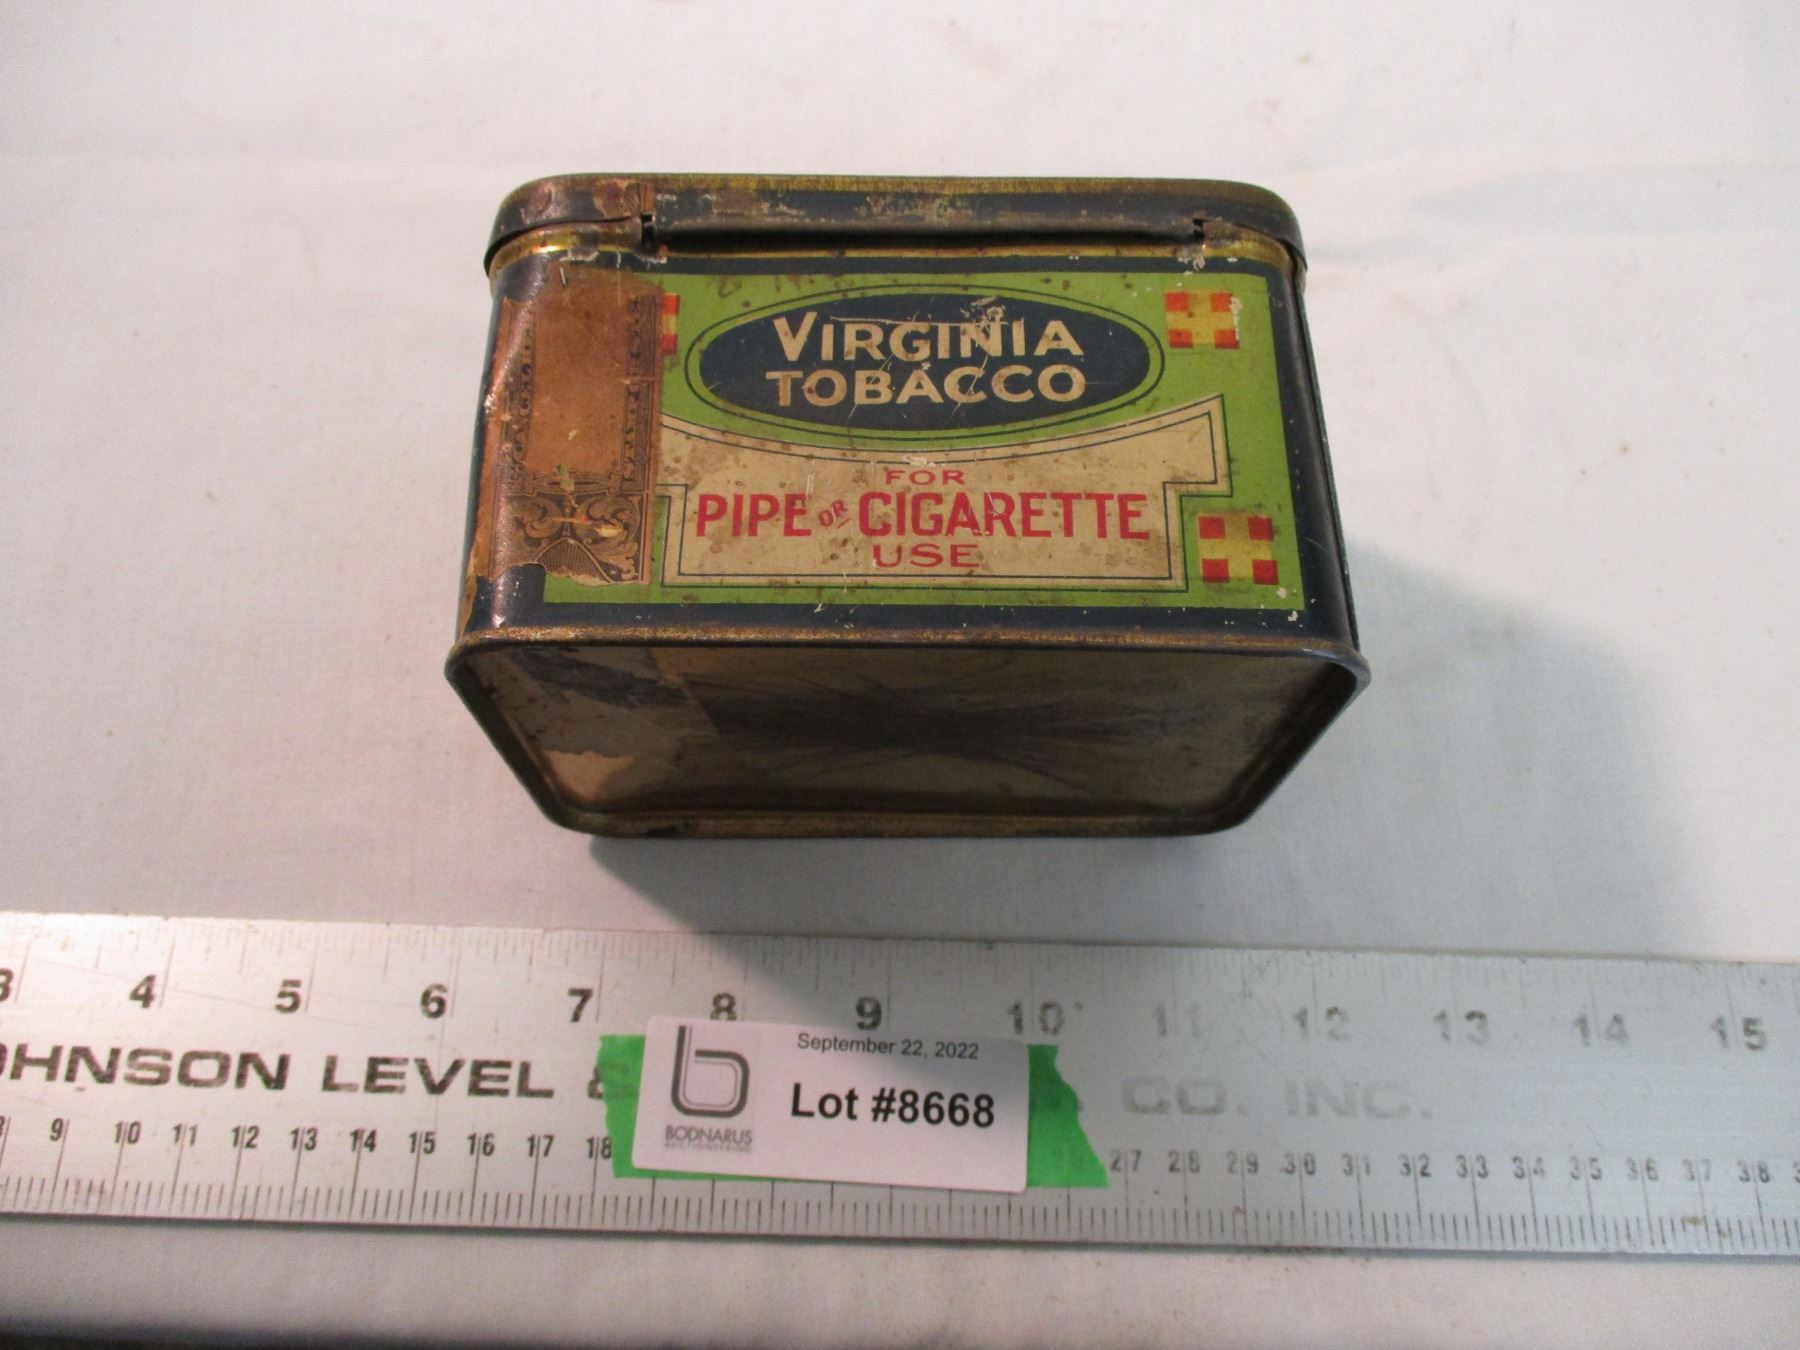 VIRGINIA
TOBACCO
FOR
PIPE OR CIGARETTE
USE
3 4 5 6 7 8 9 10 11 12 13 14 15
OHNSON LEVEL & CO. INC.
September 22, 2022
Lot #8668
BODNARUS
AUCTIONEERING
9 10 11 12 13 14 15 16 17 18 27 28 29 30 31 32 33 34 35 36 37 38